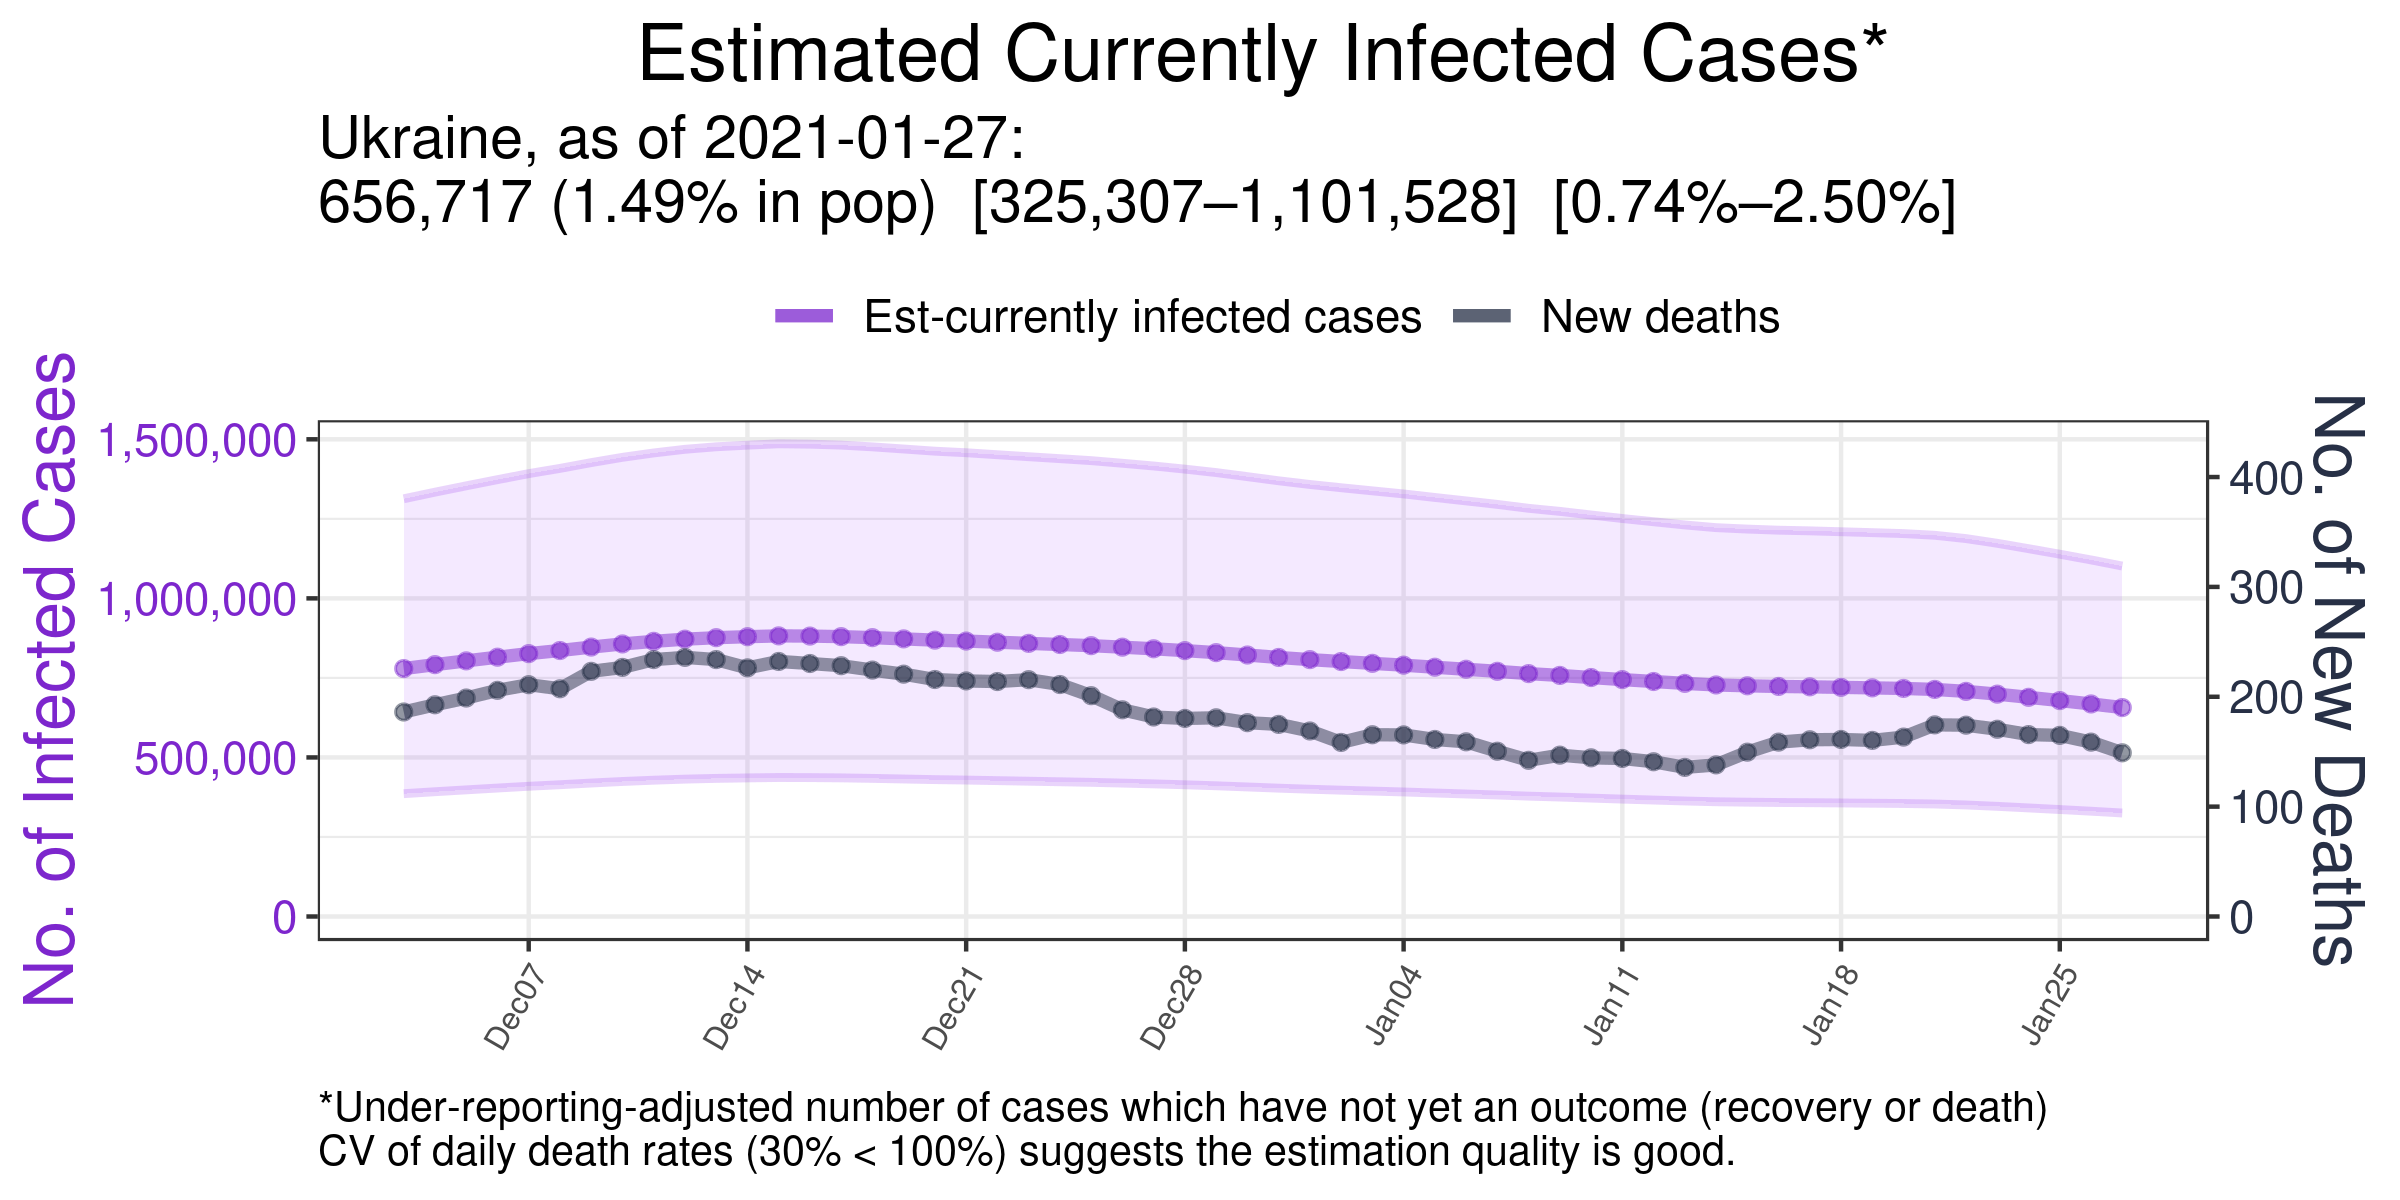 Estimated Currently Infected Cases*
Ukraine, as of 2021-01-27:
656,717 (1.49% in pop) [325,307–1,101,528] [0.74%–2.50%]
Est-currently infected cases
New deaths
No. of Infected Cases
1,500,000
1,000,000
500,000
0
No. of New Deaths
400
300
200
100
0
Dec07
Dec14
Dec21
Dec28
Jan04
Jan11
Jan18
Jan25
*Under-reporting-adjusted number of cases which have not yet an outcome (recovery or death)
CV of daily death rates (30% < 100%) suggests the estimation quality is good.